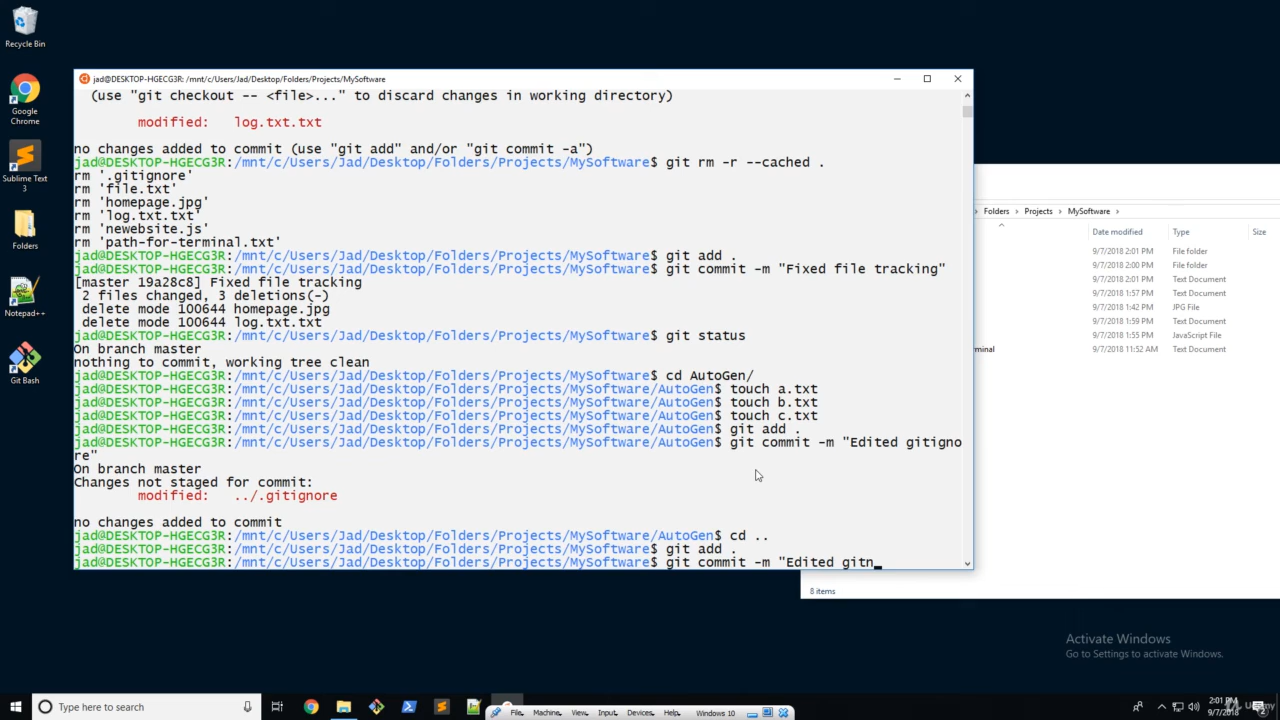 Recycle Bin
Google
Chrome
Sublime Text
3
Folders
Notepad++
Git Bash
jad@DESKTOP-HGECG3R: /mnt/c/Users/Jad/Desktop/Folders/Projects/MySoftware
(use "git checkout -- <file>..." to discard changes in working directory)
modified: log.txt.txt
no changes added to commit (use "git add" and/or "git commit -a")
jad@DESKTOP-HGECG3R:/mnt/c/Users/Jad/Desktop/Folders/Projects/MySoftware$ git rm -r --cached .
rm '.gitignore'
rm 'file.txt'
rm 'homepage.jpg'
rm 'log.txt.txt'
rm 'newebsite.js'
rm 'path-for-terminal.txt'
jad@DESKTOP-HGECG3R:/mnt/c/Users/Jad/Desktop/Folders/Projects/MySoftware$ git add .
jad@DESKTOP-HGECG3R:/mnt/c/Users/Jad/Desktop/Folders/Projects/MySoftware$ git commit -m "Fixed file tracking"
[master 19a28c8] Fixed file tracking
2 files changed, 3 deletions(-)
delete mode 100644 homepage.jpg
delete mode 100644 log.txt.txt
jad@DESKTOP-HGECG3R:/mnt/c/Users/Jad/Desktop/Folders/Projects/MySoftware$ git status
On branch master
nothing to commit, working tree clean
jad@DESKTOP-HGECG3R:/mnt/c/Users/Jad/Desktop/Folders/Projects/MySoftware$ cd AutoGen/
jad@DESKTOP-HGECG3R:/mnt/c/Users/Jad/Desktop/Folders/Projects/MySoftware/AutoGen$ touch a.txt
jad@DESKTOP-HGECG3R:/mnt/c/Users/Jad/Desktop/Folders/Projects/MySoftware/AutoGen$ touch b.txt
jad@DESKTOP-HGECG3R:/mnt/c/Users/Jad/Desktop/Folders/Projects/MySoftware/AutoGen$ touch c.txt
jad@DESKTOP-HGECG3R:/mnt/c/Users/Jad/Desktop/Folders/Projects/MySoftware/AutoGen$ git add .
jad@DESKTOP-HGECG3R:/mnt/c/Users/Jad/Desktop/Folders/Projects/MySoftware/AutoGen$ git commit -m "Edited gitigno
re"
On branch master
Changes not staged for commit:
modified: ../.gitignore
no changes added to commit
jad@DESKTOP-HGECG3R:/mnt/c/Users/Jad/Desktop/Folders/Projects/MySoftware/AutoGen$ cd ..
jad@DESKTOP-HGECG3R:/mnt/c/Users/Jad/Desktop/Folders/Projects/MySoftware$ git add .
jad@DESKTOP-HGECG3R:/mnt/c/Users/Jad/Desktop/Folders/Projects/MySoftware$ git commit -m "Edited gitn
Folders > Projects > MySoftware >
Date modified Type Size
9/7/2018 2:01 PM File folder
9/7/2018 2:00 PM File folder
9/7/2018 2:01 PM Text Document
9/7/2018 1:57 PM Text Document
9/7/2018 1:42 PM JPG File
9/7/2018 1:59 PM Text Document
9/7/2018 1:55 PM JavaScript File
rminal 9/7/2018 11:52 AM Text Document
8 items
Activate Windows
Go to Settings to activate Windows.
Type here to search
File Machine View Input Devices Help Windows 10
2:01 PM
9/7/2018
2